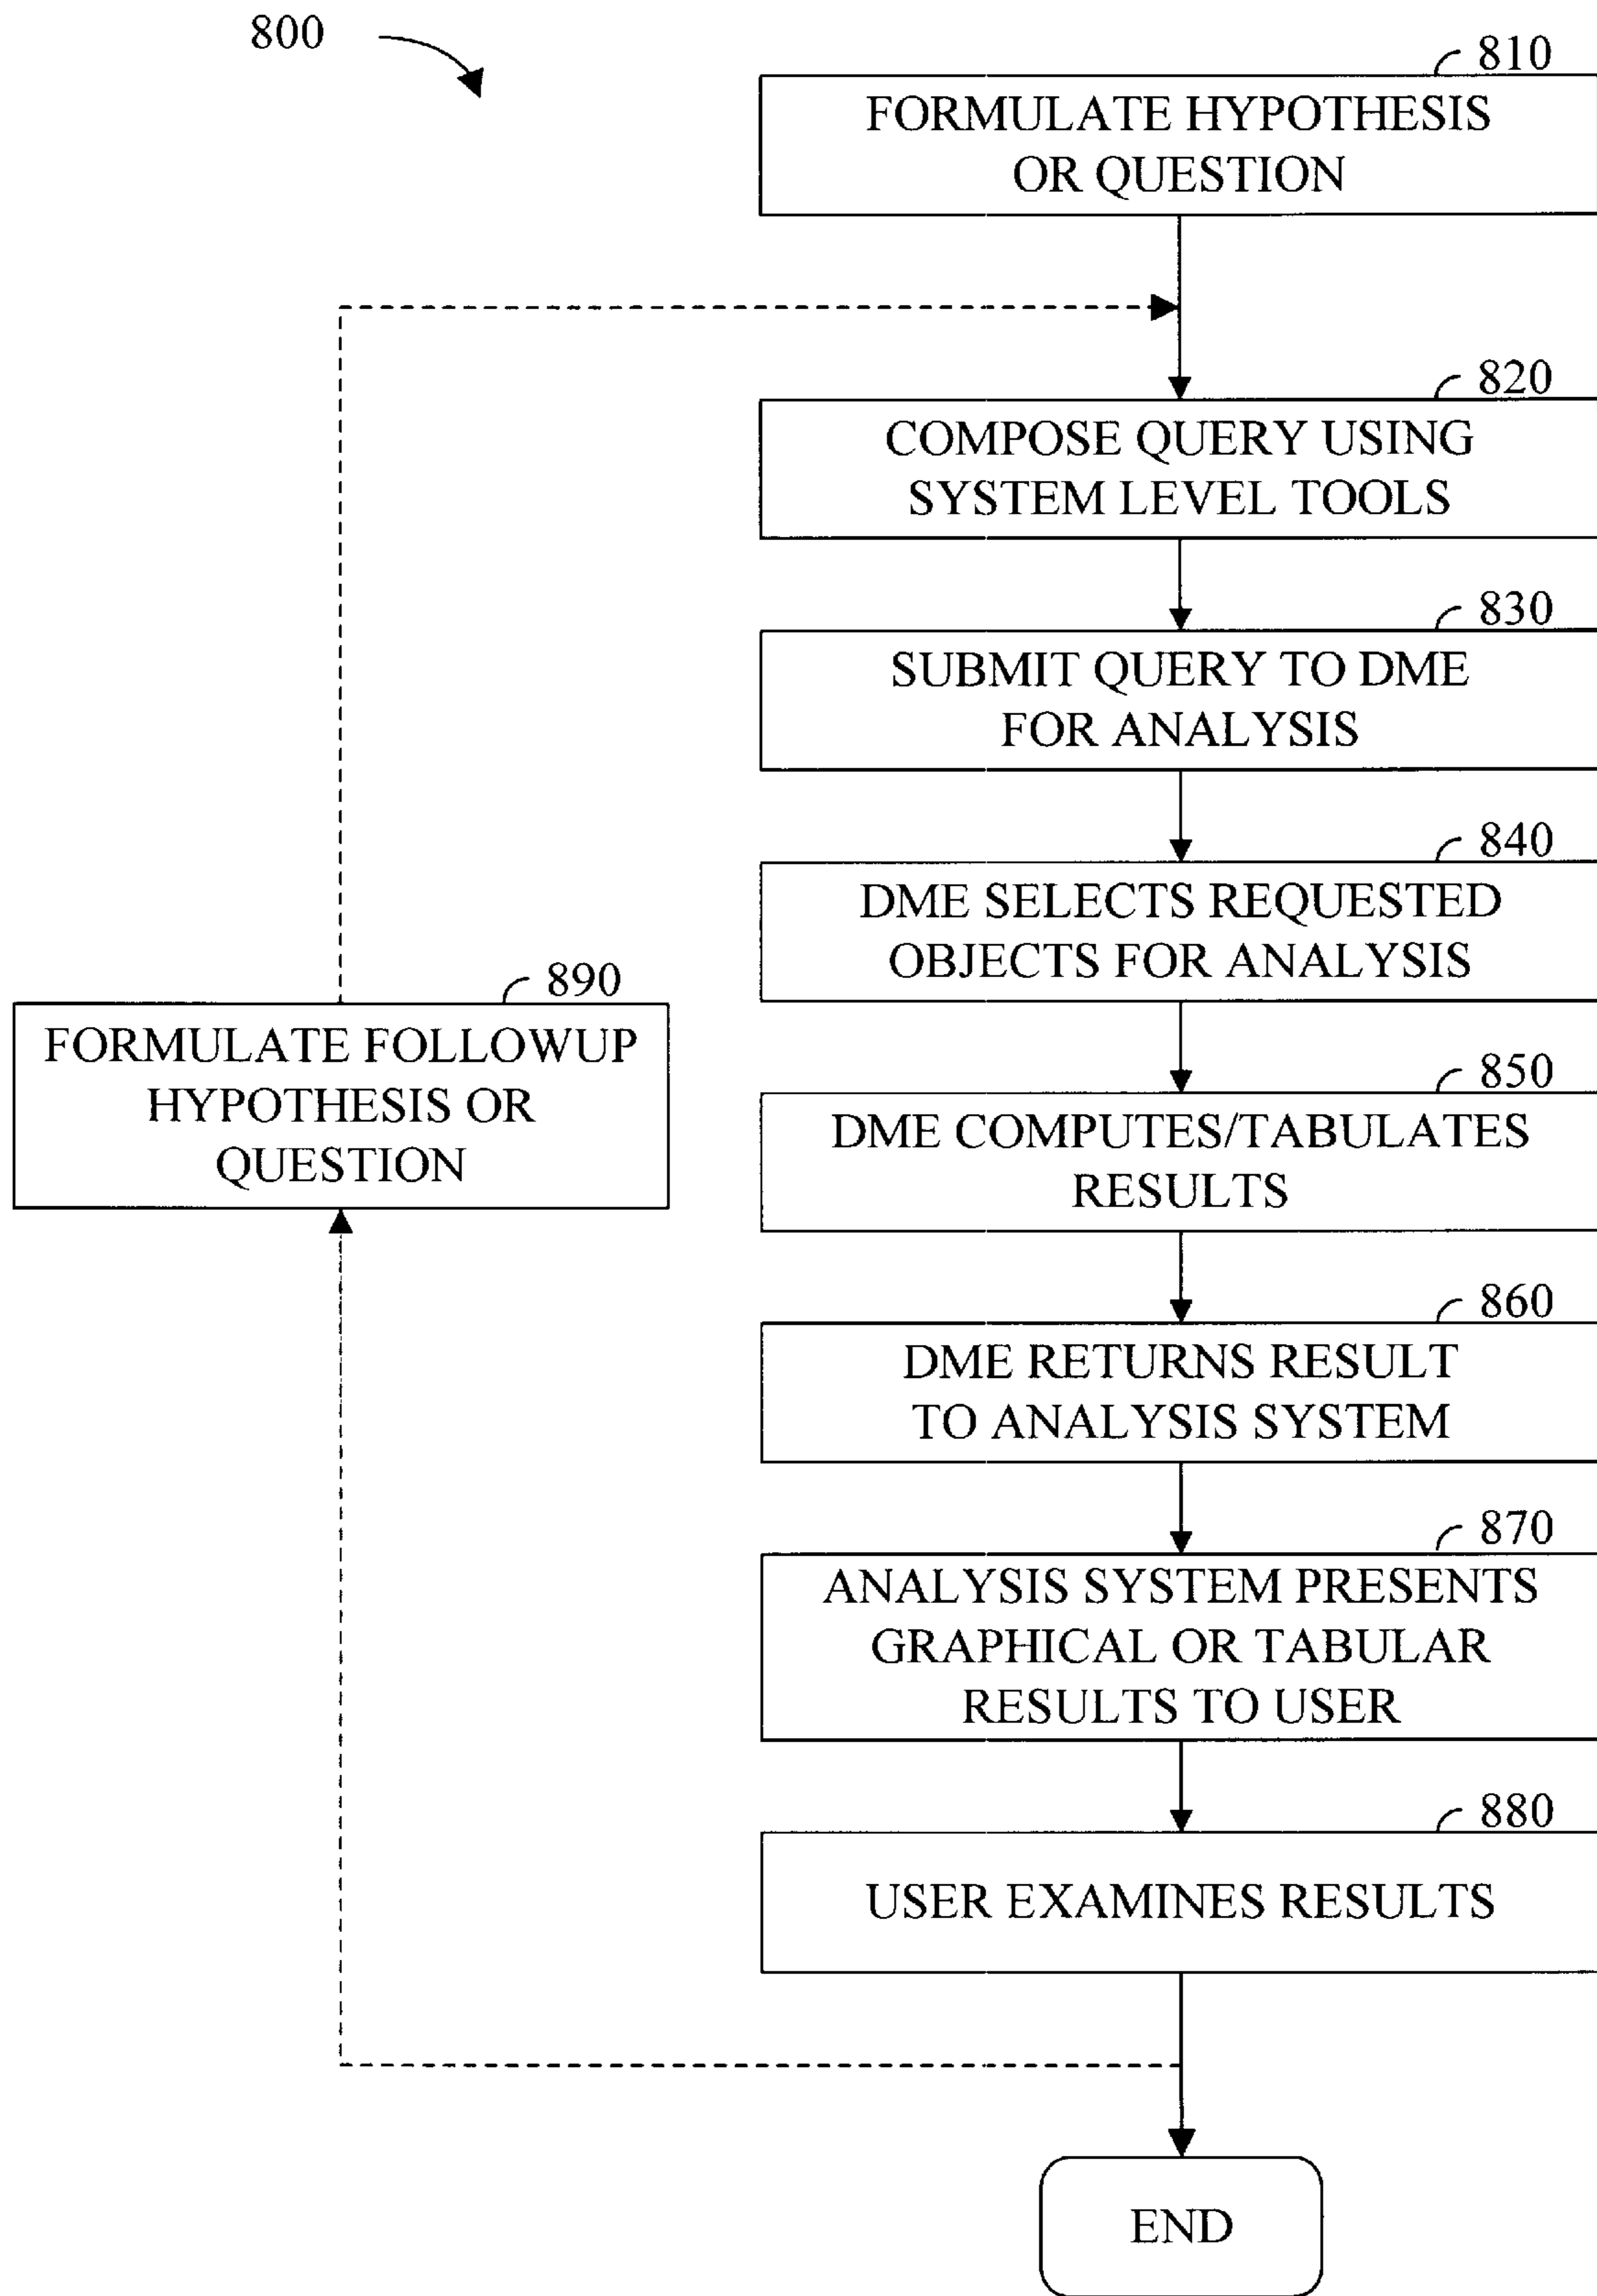 800
810
FORMULATE HYPOTHESIS
OR QUESTION
820
COMPOSE QUERY USING
SYSTEM LEVEL TOOLS
830
SUBMIT QUERY TO DME
FOR ANALYSIS
840
DME SELECTS REQUESTED
OBJECTS FOR ANALYSIS
890
FORMULATE FOLLOWUP
HYPOTHESIS OR
QUESTION
850
DME COMPUTES/TABULATES
RESULTS
860
DME RETURNS RESULT
TO ANALYSIS SYSTEM
870
ANALYSIS SYSTEM PRESENTS
GRAPHICAL OR TABULAR
RESULTS TO USER
880
USER EXAMINES RESULTS
END